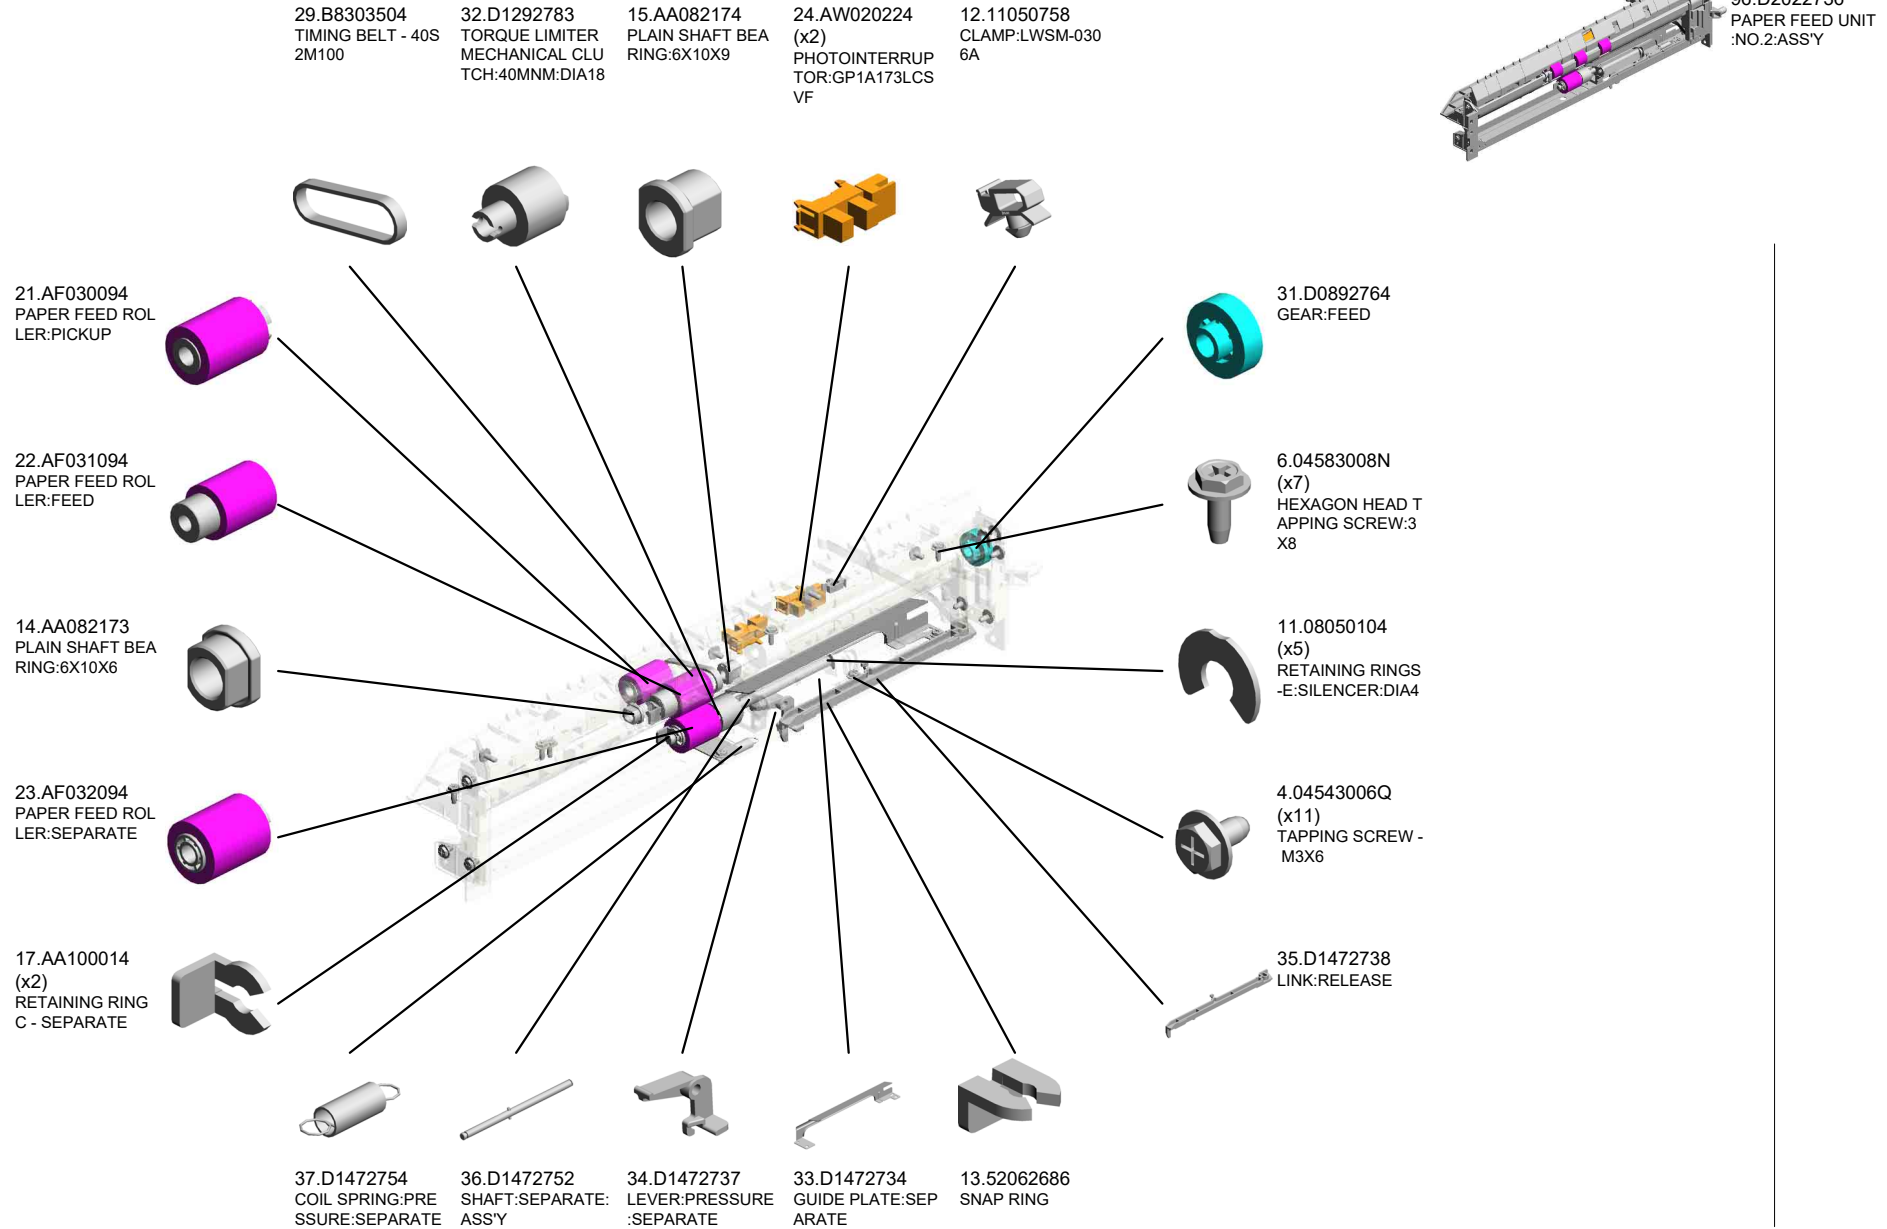 29.B8303504
TIMING BELT - 40S
2M100
32.D1292783
TORQUE LIMITER
MECHANICAL CLU
TCH:40MNM:DIA18
15.AA082174
PLAIN SHAFT BEA
RING:6X10X9
24.AW020224
(x2)
PHOTOINTERRUP
TOR:GP1A173LCS
VF
12.11050758
CLAMP:LWSM-030
6A
PAPER FEED UNIT
:NO.2:ASS'Y
21.AF030094
PAPER FEED ROL
LER:PICKUP
31.D0892764
GEAR:FEED
22.AF031094
PAPER FEED ROL
LER:FEED
6.04583008N
(x7)
HEXAGON HEAD T
APPING SCREW:3
X8
14.AA082173
PLAIN SHAFT BEA
RING:6X10X6
11.08050104
(x5)
RETAINING RINGS
-E:SILENCER:DIA4
23.AF032094
PAPER FEED ROL
LER:SEPARATE
4.04543006Q
(x11)
TAPPING SCREW -
M3X6
17.AA100014
(x2)
RETAINING RING
C - SEPARATE
35.D1472738
LINK:RELEASE
37.D1472754
COIL SPRING:PRE
SSURE:SEPARATE
36.D1472752
SHAFT:SEPARATE:
ASS'Y
34.D1472737
LEVER:PRESSURE
:SEPARATE
33.D1472734
GUIDE PLATE:SEP
ARATE
13.52062686
SNAP RING